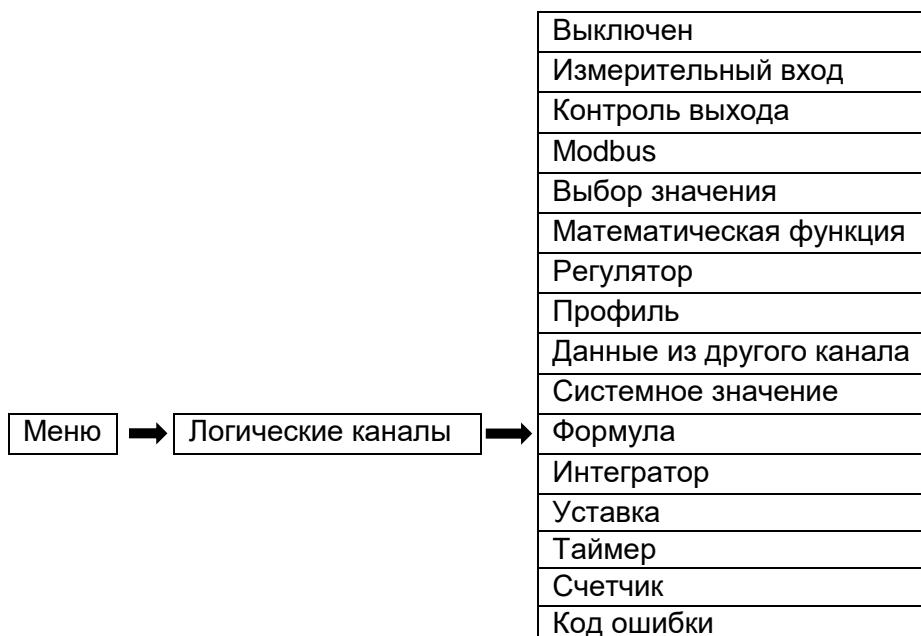 Выключен
Измерительный вход
Контроль выхода
Modbus
Выбор значения
Математическая функция
Регулятор
Профиль
Данные из другого канала
Системное значение
Меню Логические каналы Формула
Интегратор
Уставка
Таймер
Счетчик
Код ошибки